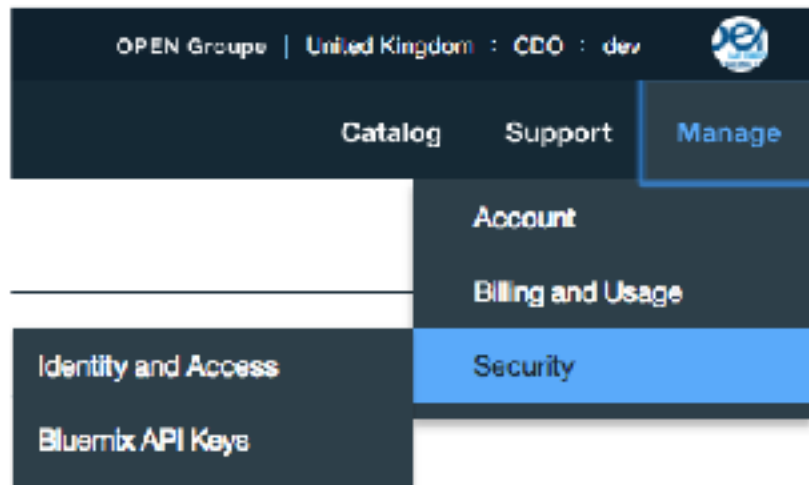 OPEN Groupe | United Kingdom : CDO : dev
Catalog Support Manage
Account
Billing and Usage
Identity and Access Security
Bluemix API Keys